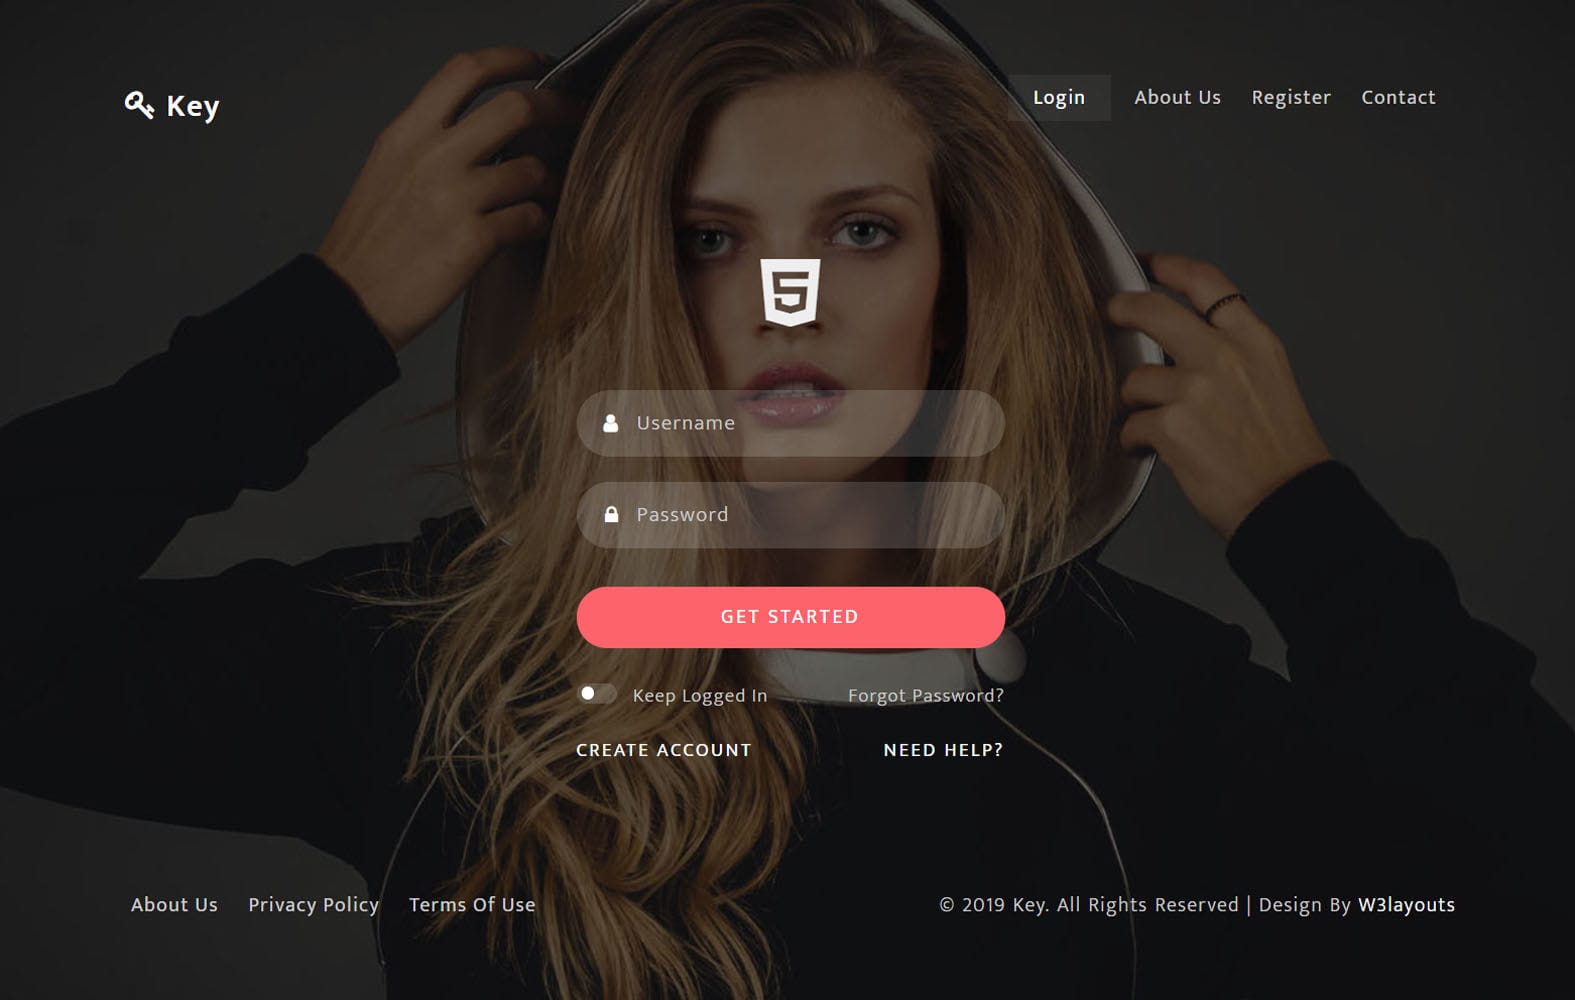 Key
Login About Us Register Contact
Username
Password
GET STARTED
Keep Logged In Forgot Password?
CREATE ACCOUNT NEED HELP?
About Us Privacy Policy Terms Of Use © 2019 Key. All Rights Reserved | Design By W3layouts